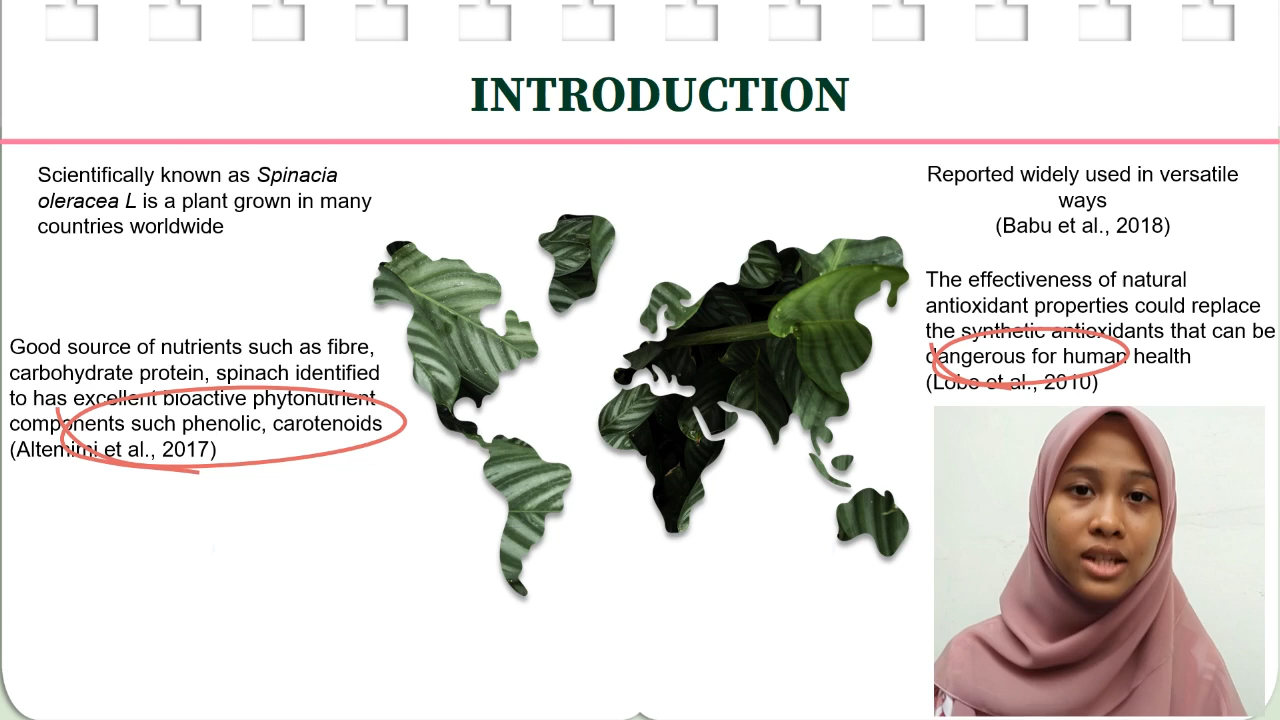 INTRODUCTION
Scientifically known as Spinacia
oleracea L is a plant grown in many
countries worldwide
Good source of nutrients such as fibre,
carbohydrate protein, spinach identified
to has excellent bioactive phytonutrient
components such phenolic, carotenoids
(Altemimi et al., 2017)
Reported widely used in versatile
ways
(Babu et al., 2018)
The effectiveness of natural
antioxidant properties could replace
the synthetic antioxidants that can be
dangerous for human health
(Lobo et al., 2010)